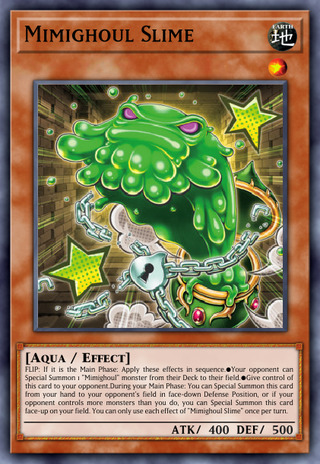 Mimighoul Slime
EARTH
地
[Aqua / Effect]
FLIP: If it is the Main Phase: Apply these effects in sequence.●Your opponent can
Special Summon 1 "Mimighoul" monster from their Deck to their field.●Give control of
this card to your opponent.During your Main Phase: You can Special Summon this card
from your hand to your opponent's field in face-down Defense Position, or if your
opponent controls more monsters than you do, you can Special Summon this card
face-up on your field. You can only use each effect of "Mimighoul Slime" once per turn.
ATK/ 400 DEF/ 500